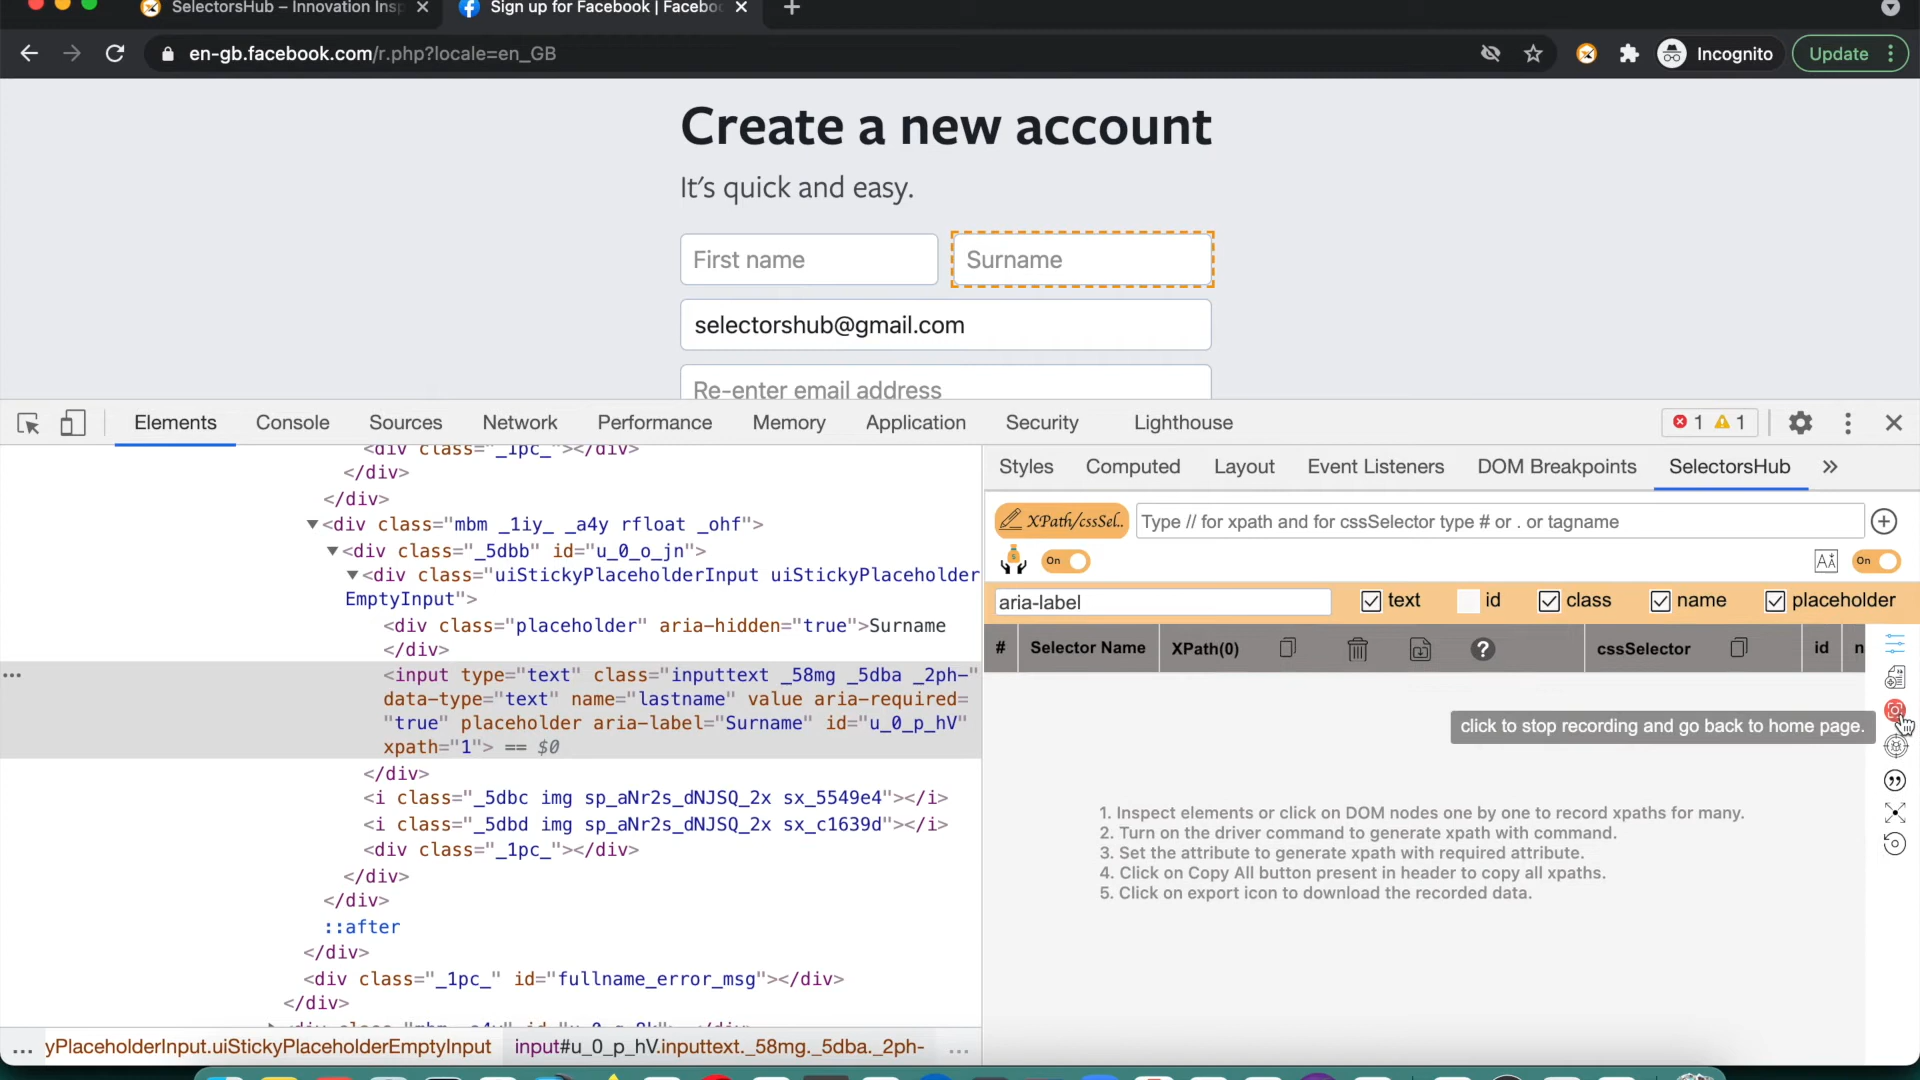 SelectorsHub – Innovation Insp
Sign up for Facebook | Faceboo
en-gb.facebook.com/r.php?locale=en_GB
Incognito
Update
Create a new account
It's quick and easy.
First name
Surname
selectorshub@gmail.com
Re-enter email address
Elements Console Sources Network Performance Memory Application Security Lighthouse
1 1
<div class="_1pc_"></div>
</div>
</div>
<div class="mbm _1iy_ _a4y rfloat _ohf">
<div class="_5dbb" id="u_0_o_jn">
<div class="uiStickyPlaceholderInput uiStickyPlaceholder
EmptyInput">
<div class="placeholder" aria-hidden="true">Surname
</div>
<input type="text" class="inputtext _58mg _5dba _2ph-"
data-type="text" name="lastname" value aria-required=
"true" placeholder aria-label="Surname" id="u_0_p_hV"
xpath="1"> == $0
</div>
<i class="_5dbc img sp_aNr2s_dNJSQ_2x sx_5549e4"></i>
<i class="_5dbd img sp_aNr2s_dNJSQ_2x sx_c1639d"></i>
<div class="_1pc_"></div>
</div>
</div>
::after
</div>
<div class="_1pc_" id="fullname_error_msg"></div>
</div>
... yPlaceholderInput.uiStickyPlaceholderEmptyInput input#u_0_p_hV.inputtext._58mg._5dba._2ph- ...
Styles Computed Layout Event Listeners DOM Breakpoints SelectorsHub »
XPath/cssSel..
Type // for xpath and for cssSelector type # or . or tagname
On
On
aria-label
text id class name placeholder
# Selector Name XPath(0) ? cssSelector id n
click to stop recording and go back to home page.
1. Inspect elements or click on DOM nodes one by one to record xpaths for many.
2. Turn on the driver command to generate xpath with command.
3. Set the attribute to generate xpath with required attribute.
4. Click on Copy All button present in header to copy all xpaths.
5. Click on export icon to download the recorded data.